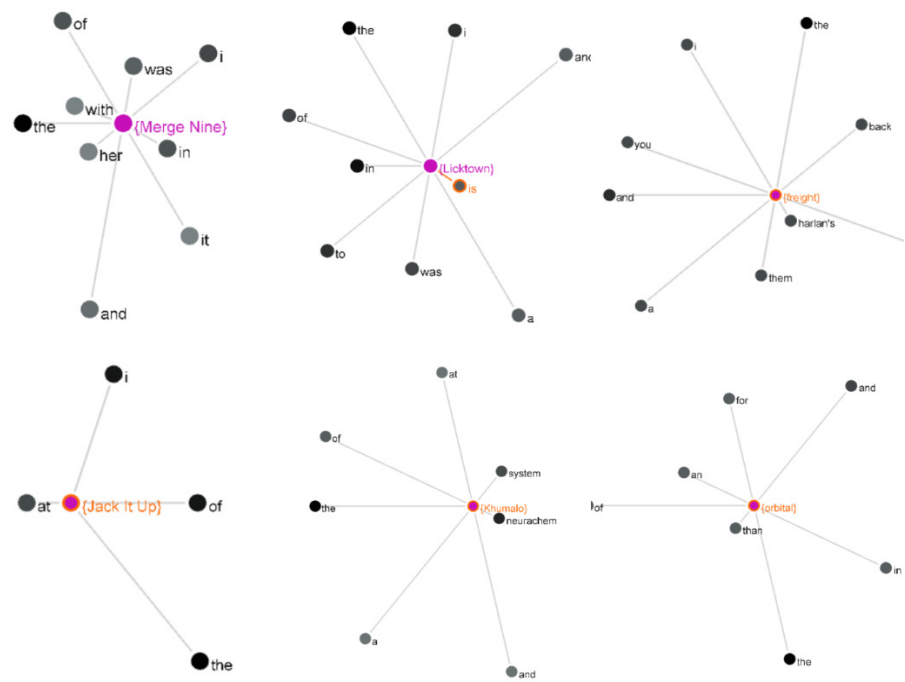 of
i
was
with
the
{Merge Nine}
her
in
it
and
the
i
and
of
in
{Licktown}
is
to
was
a
the
i
back
you
and
{freight}
harlan's
them
a
i
at
{Jack It Up}
of
the
at
of
system
the
{Khumalo}
neurachem
a
and
and
for
an
of
{orbital}
than
in
the